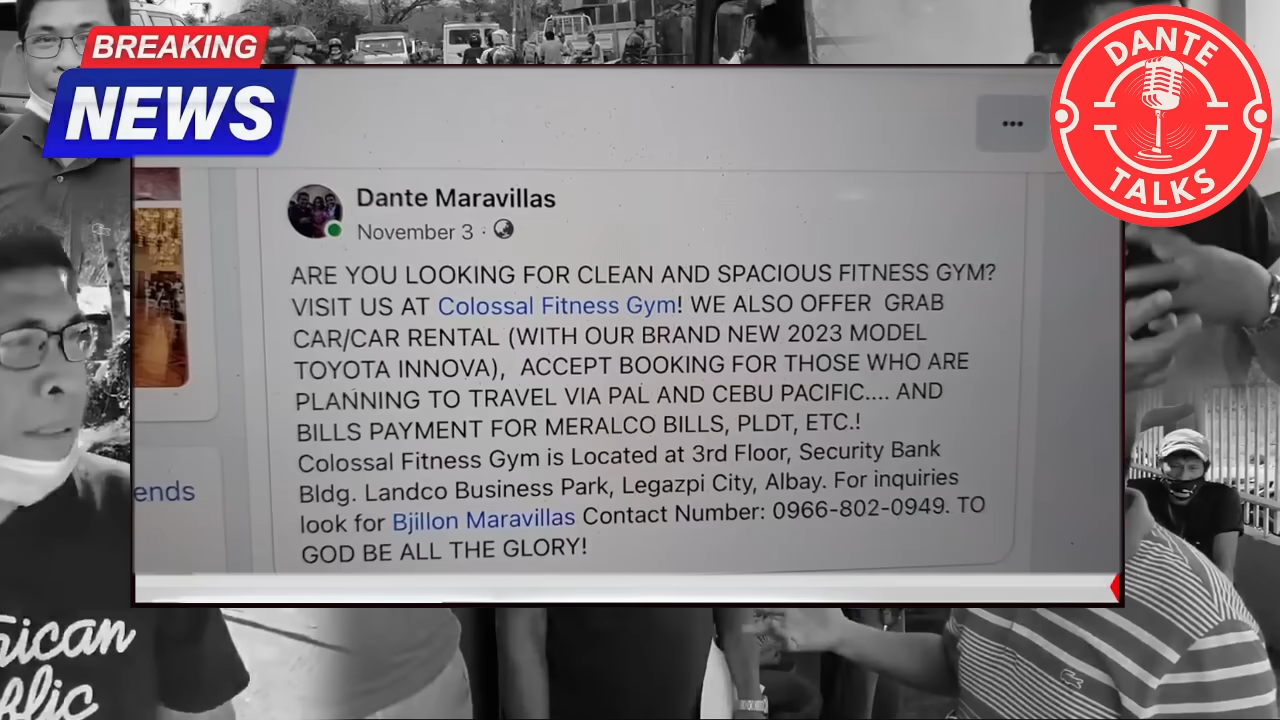 BREAKING
NEWS
DANTE
TALKS
•••
Dante Maravillas
November 3 ·
ARE YOU LOOKING FOR CLEAN AND SPACIOUS FITNESS GYM?
VISIT US AT Colossal Fitness Gym! WE ALSO OFFER GRAB
CAR/CAR RENTAL (WITH OUR BRAND NEW 2023 MODEL
TOYOTA INNOVA), ACCEPT BOOKING FOR THOSE WHO ARE
PLANNING TO TRAVEL VIA PAL AND CEBU PACIFIC.... AND
BILLS PAYMENT FOR MERALCO BILLS, PLDT, ETC.!
Colossal Fitness Gym is Located at 3rd Floor, Security Bank
Bldg. Landco Business Park, Legazpi City, Albay. For inquiries
look for Bjillon Maravillas Contact Number: 0966-802-0949. TO
GOD BE ALL THE GLORY!
ends